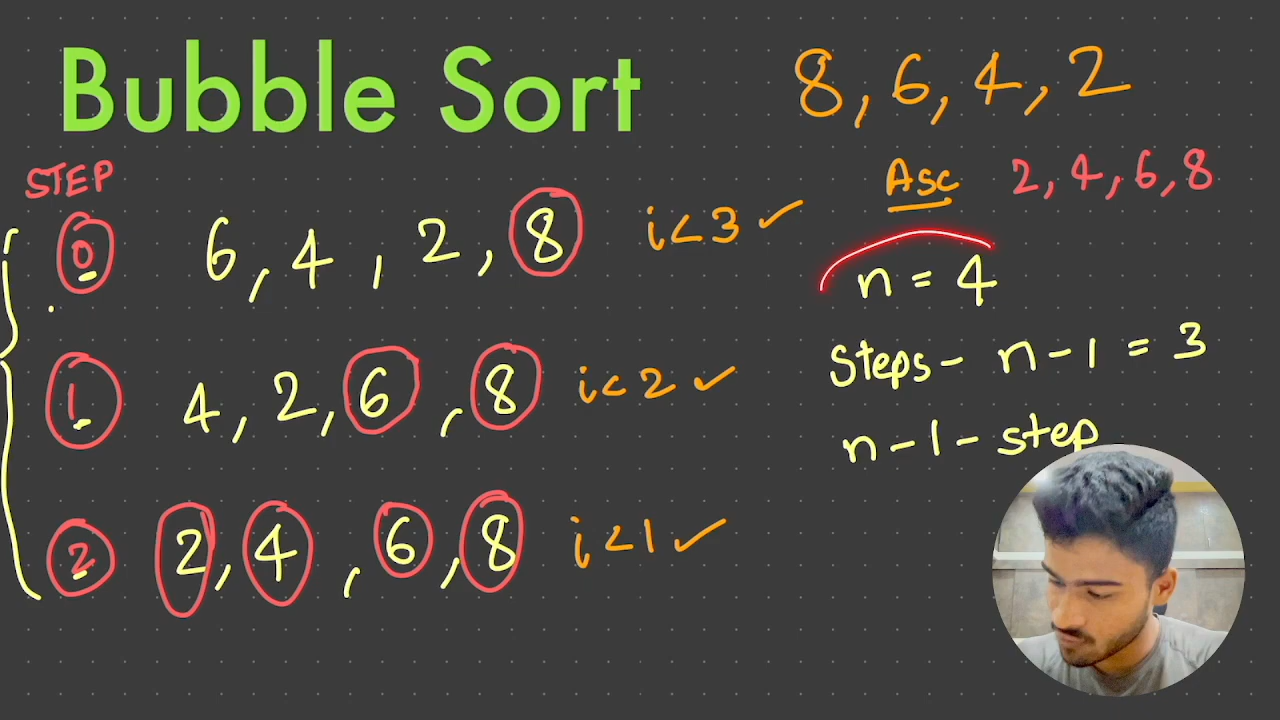 Bubble Sort
8, 6, 4, 2
STEP
Asc 2, 4, 6, 8
0 6, 4, 2, 8 i<3 ✓
n = 4
Steps - n - 1 = 3
1 4, 2, 6, 8 i<2 ✓
n - 1 - step
2 2, 4, 6, 8 i<1 ✓